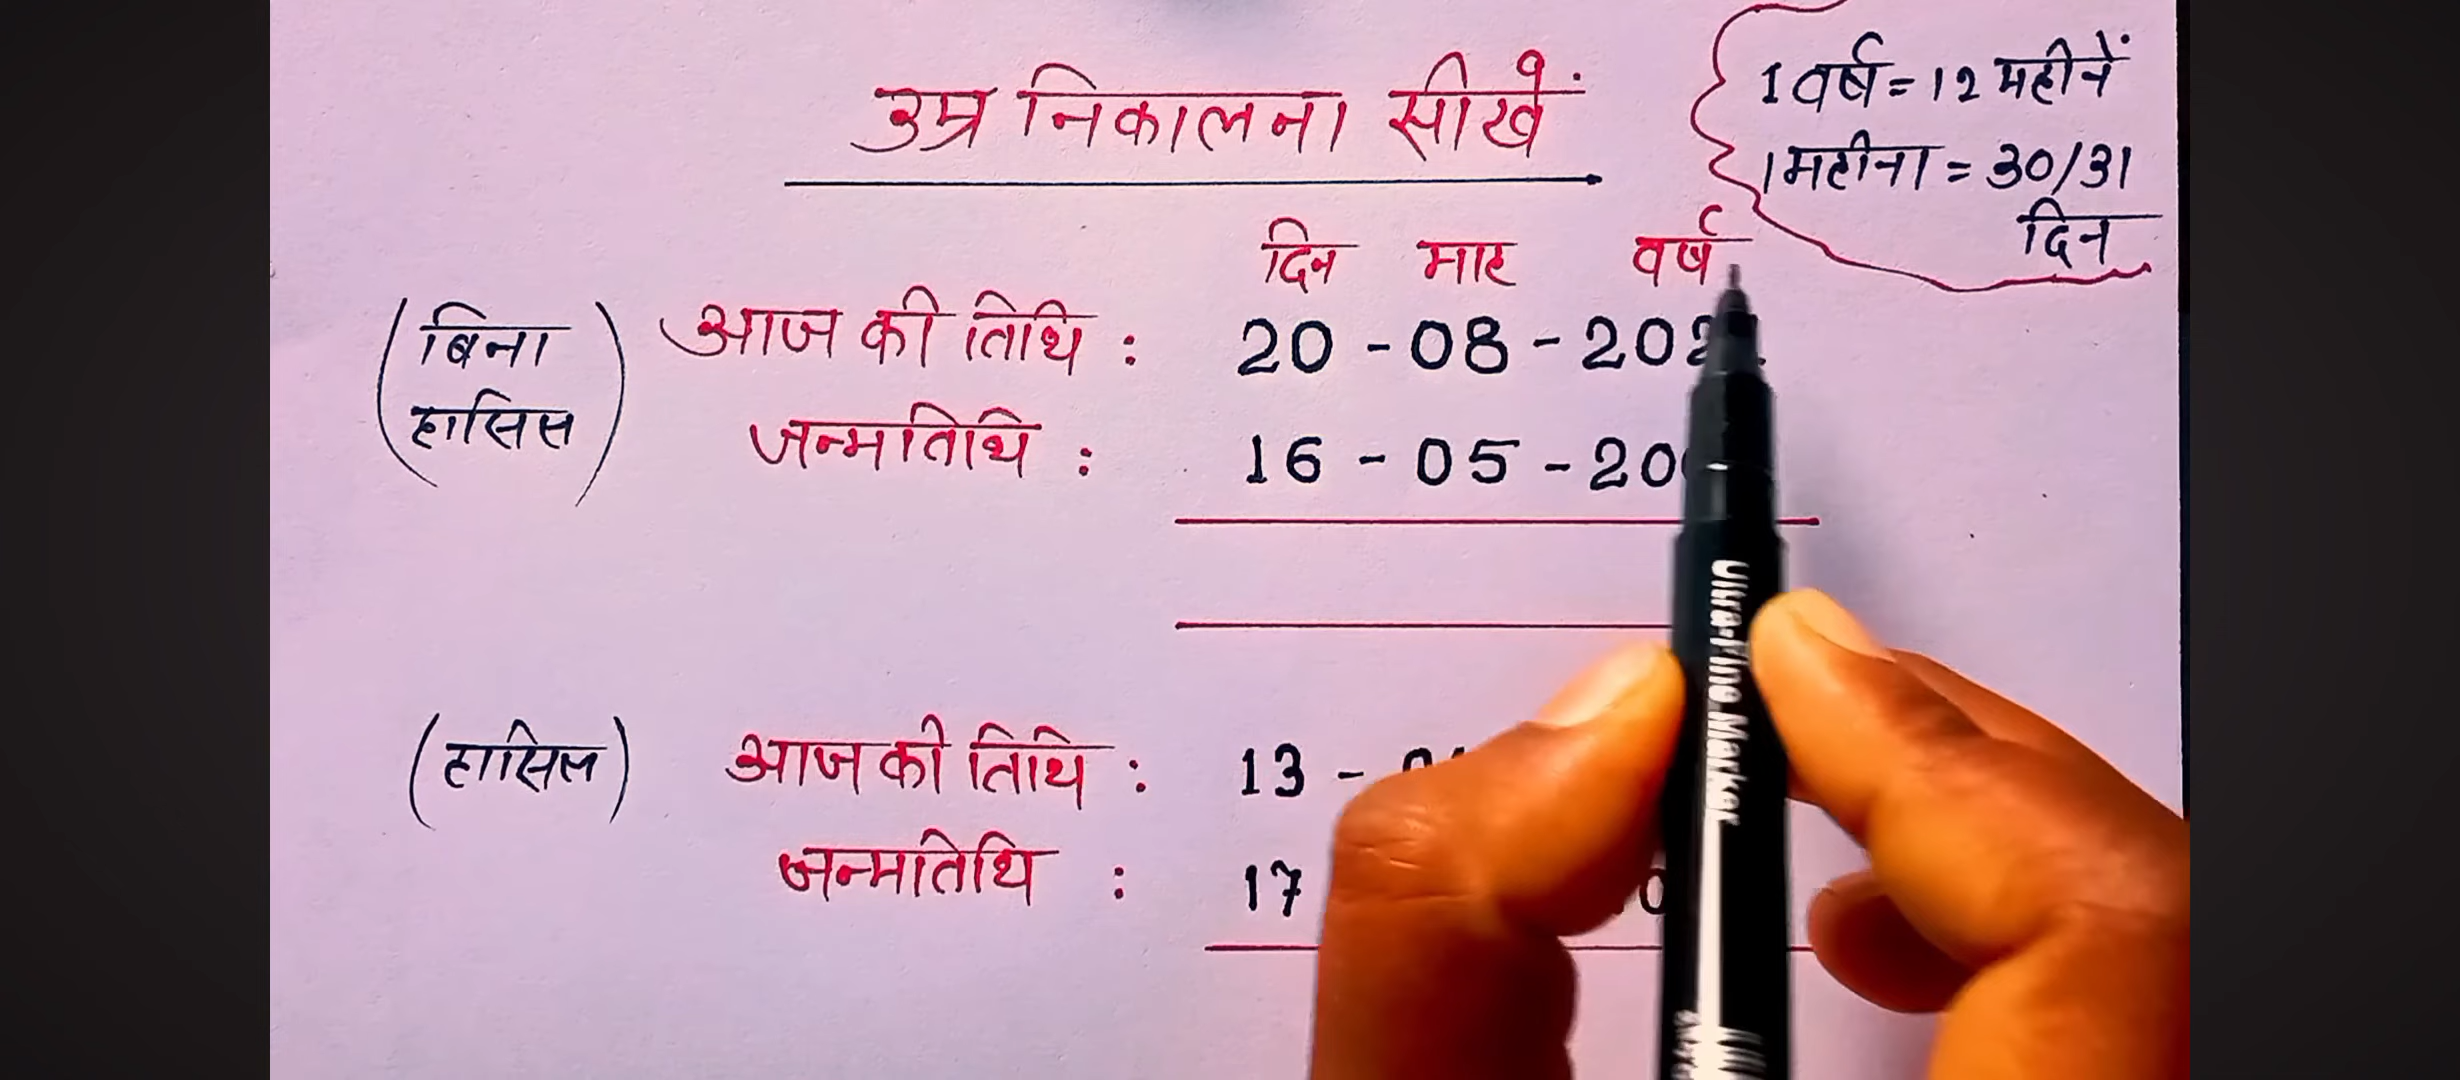 उम्र निकालना सीखें
1 वर्ष = 12 महीनें
1 महीना = 30/31
दिन
दिन माह वर्ष
(बिना हासिल) आज की तिथि : 20 - 08 - 202
जन्मतिथि : 16 - 05 - 20
(हासिल) आज की तिथि : 13 -
जन्मतिथि : 17
Ultra-Fine Marker